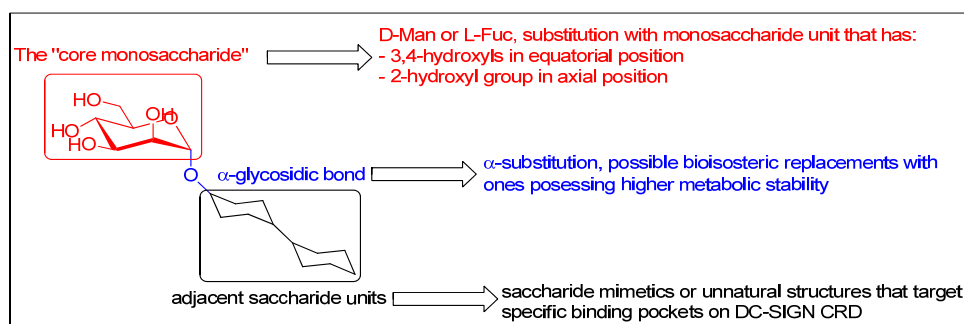 The "core monosaccharide"
D-Man or L-Fuc, substitution with monosaccharide unit that has:
- 3,4-hydroxyls in equatorial position
- 2-hydroxyl group in axial position
HO
OH
O
HO
HO
O
α-glycosidic bond
α-substitution, possible bioisosteric replacements with
ones posessing higher metabolic stability
adjacent saccharide units
saccharide mimetics or unnatural structures that target
specific binding pockets on DC-SIGN CRD